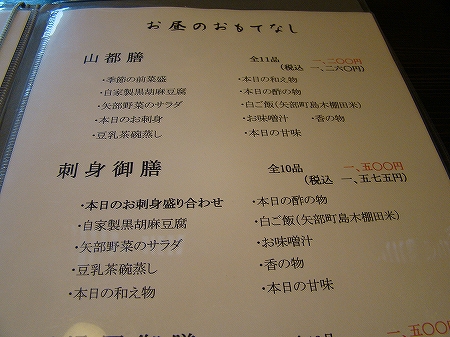 お昼のおもてなし
山都膳 全11品 一、二〇〇円
(税込 一、二六〇円)
・季節の前菜盛 ・本日の和え物
・自家製黒胡麻豆腐 ・本日の酢の物
・矢部野菜のサラダ ・白ご飯(矢部町島木棚田米)
・本日のお刺身 ・お味噌汁 ・香の物
・豆乳茶碗蒸し ・本日の甘味
刺身御膳 全10品 一、五〇〇円
(税込 一、五七五円)
・本日のお刺身盛り合わせ ・本日の酢の物
・自家製黒胡麻豆腐 ・白ご飯(矢部町島木棚田米)
・矢部野菜のサラダ ・お味噌汁
・豆乳茶碗蒸し ・香の物
・本日の和え物 ・本日の甘味
一、五〇〇円